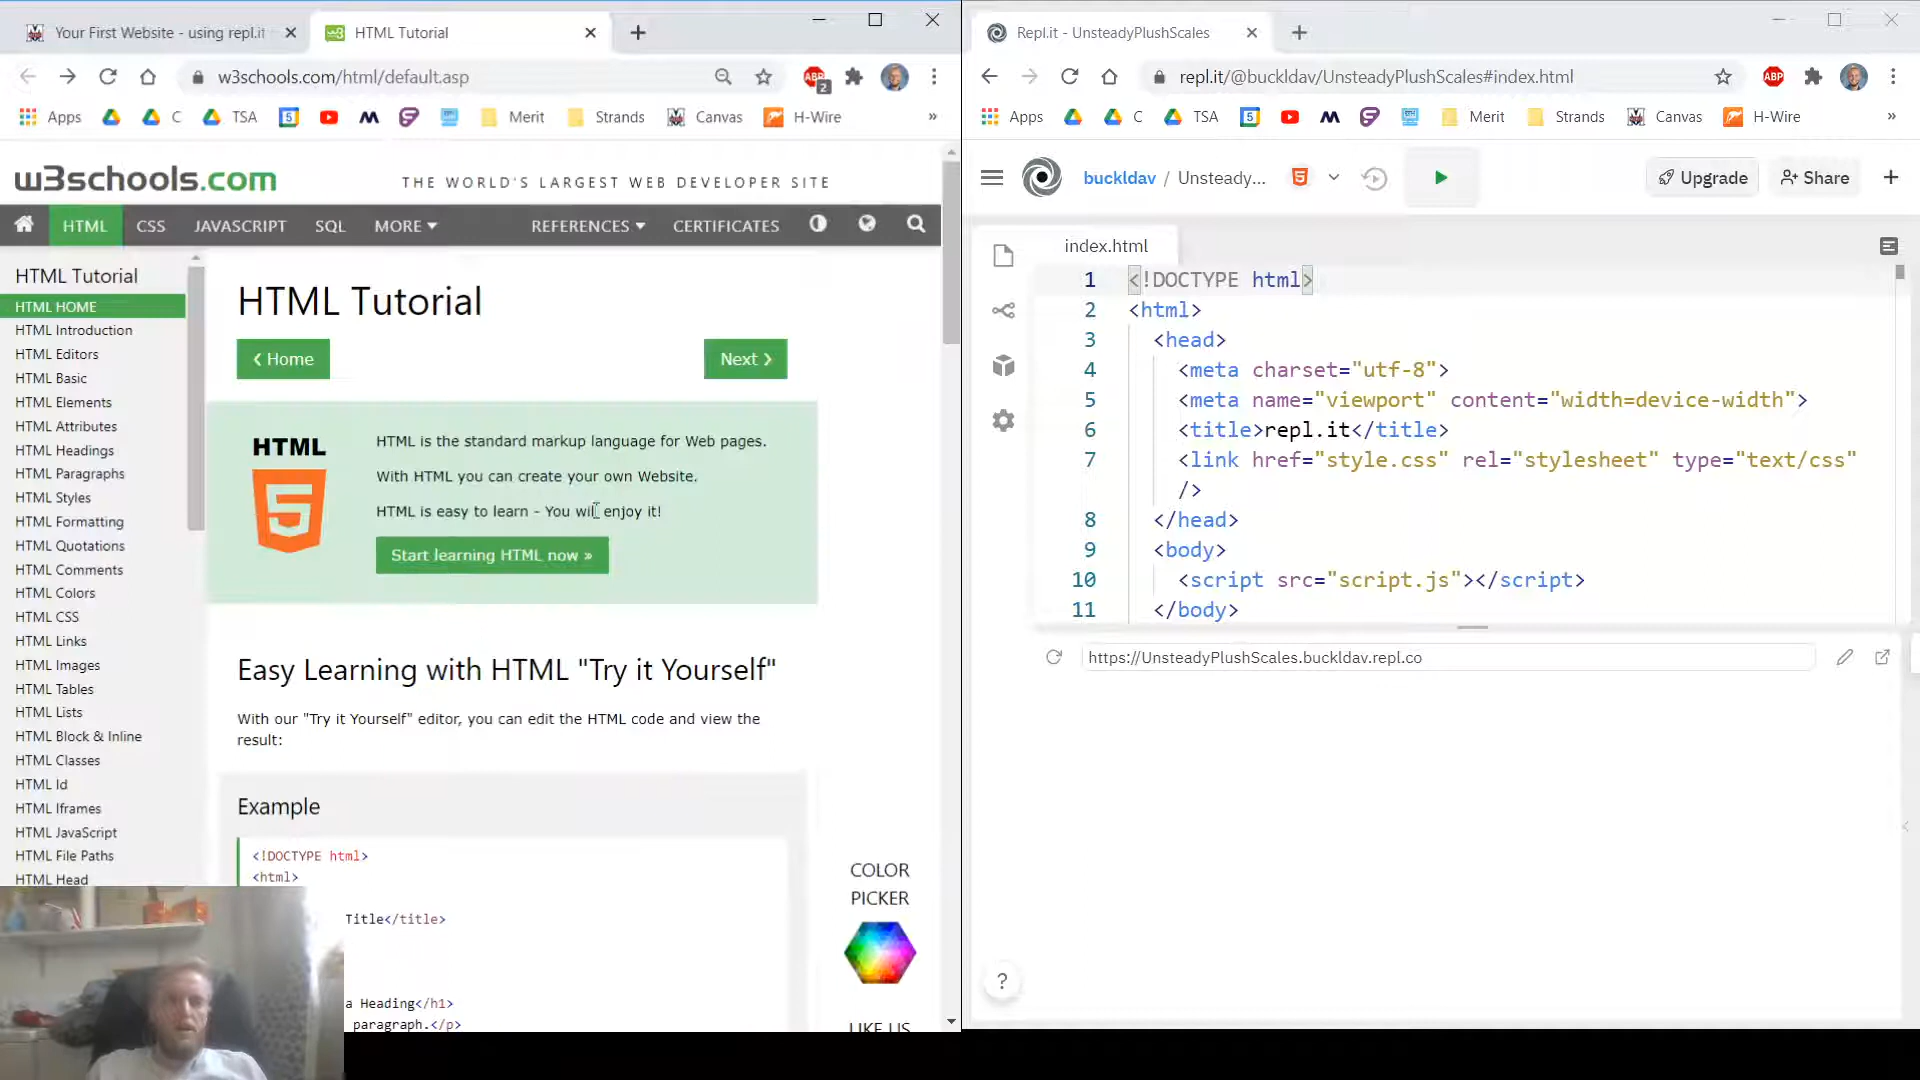 Your First Website - using repl.it
HTML Tutorial
w3schools.com/html/default.asp
ABP
2
Apps
C
TSA
5
Merit
Strands
Canvas
H-Wire
»
w3schools.com
THE WORLD'S LARGEST WEB DEVELOPER SITE
HTML
CSS
JAVASCRIPT
SQL
MORE
REFERENCES
CERTIFICATES
HTML Tutorial
HTML HOME
HTML Introduction
HTML Editors
HTML Basic
HTML Elements
HTML Attributes
HTML Headings
HTML Paragraphs
HTML Styles
HTML Formatting
HTML Quotations
HTML Comments
HTML Colors
HTML CSS
HTML Links
HTML Images
HTML Tables
HTML Lists
HTML Block & Inline
HTML Classes
HTML Id
HTML Iframes
HTML JavaScript
HTML File Paths
HTML Head
HTML Tutorial
❮ Home
Next ❯
HTML
5
HTML is the standard markup language for Web pages.
With HTML you can create your own Website.
HTML is easy to learn - You will enjoy it!
Start learning HTML now »
Easy Learning with HTML "Try it Yourself"
With our "Try it Yourself" editor, you can edit the HTML code and view the
result:
Example
<!DOCTYPE html>
<html>
Title</title>
a Heading</h1>
paragraph.</p>
COLOR
PICKER
LIKE US
Repl.it - UnsteadyPlushScales
repl.it/@buckldav/UnsteadyPlushScales#index.html
ABP
Apps
C
TSA
5
Merit
Strands
Canvas
H-Wire
»
buckldav / Unsteady...
5
Upgrade
Share
index.html
1 <!DOCTYPE html>
2 <html>
3 <head>
4 <meta charset="utf-8">
5 <meta name="viewport" content="width=device-width">
6 <title>repl.it</title>
7 <link href="style.css" rel="stylesheet" type="text/css"
/>
8 </head>
9 <body>
10 <script src="script.js"></script>
11 </body>
https://UnsteadyPlushScales.buckldav.repl.co
?